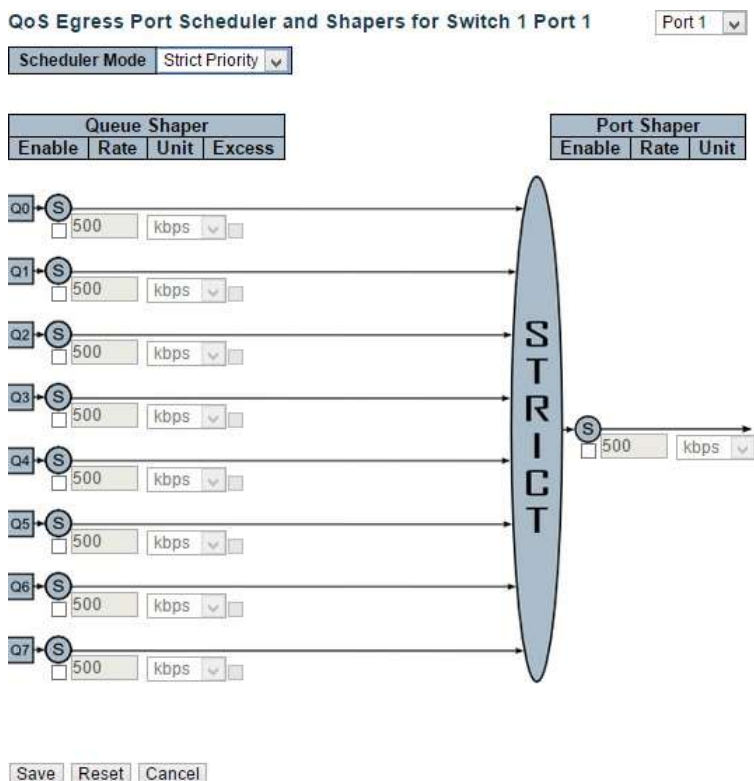 QoS Egress Port Scheduler and Shapers for Switch 1 Port 1 Port 1
Scheduler Mode Strict Priority
Queue Shaper Port Shaper
Enable Rate Unit Excess Enable Rate Unit
Q0 S
500 kbps
Q1 S
500 kbps
Q2 S
500 kbps
Q3 S
500 kbps
Q4 S
500 kbps
Q5 S
500 kbps
Q6 S
500 kbps
Q7 S
500 kbps
STRICT
S
500 kbps
Save Reset Cancel